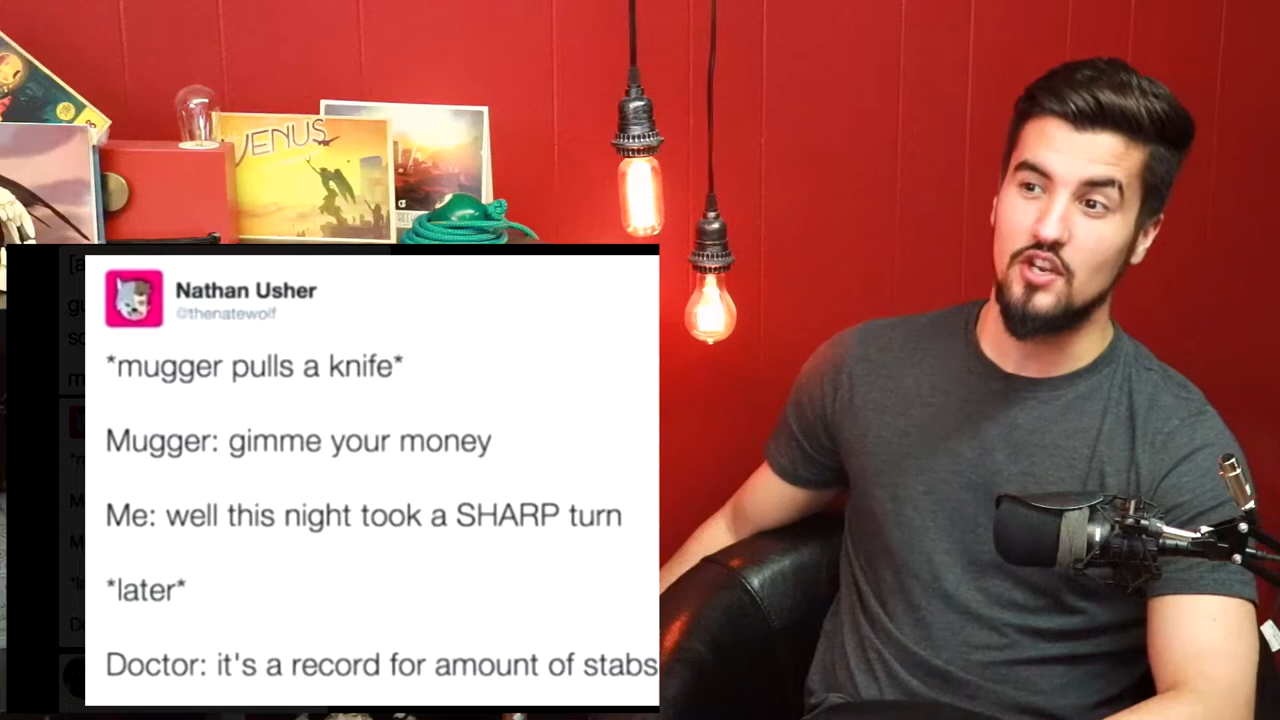 VENUS
Nathan Usher
@thenatewolf
*mugger pulls a knife*
Mugger: gimme your money
Me: well this night took a SHARP turn
*later*
Doctor: it's a record for amount of stabs